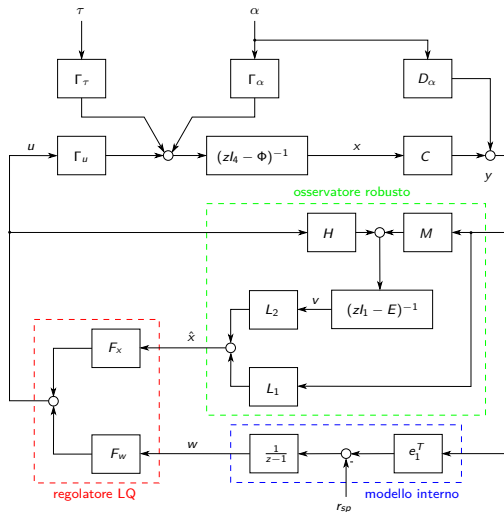 τ α
Γτ Γα Dα
u Γu (zI4 − Φ)−1 x C
y
osservatore robusto
H M
L2 v (zI1 − E)−1
Fx x̂
L1
Fw w 1/(z−1) e1T
-
regolatore LQ rsp modello interno